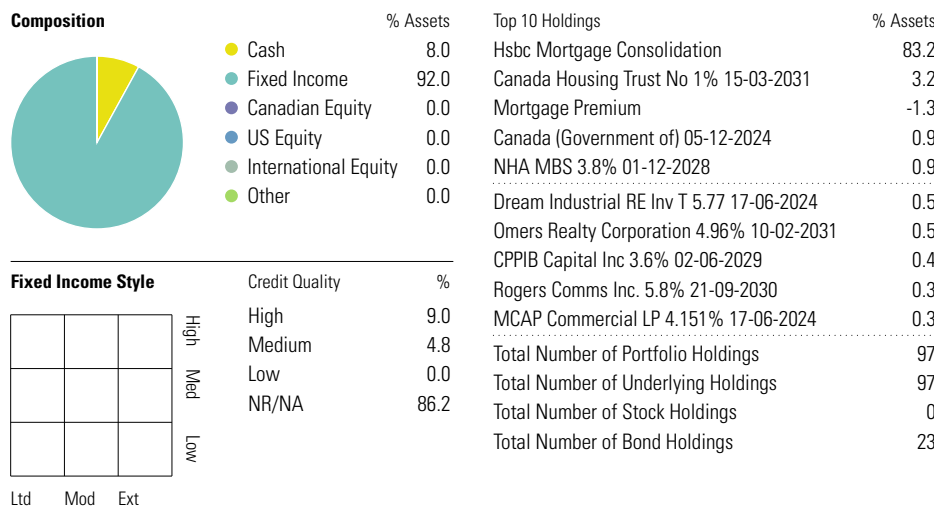 Composition % Assets
Cash 8.0
Fixed Income 92.0
Canadian Equity 0.0
US Equity 0.0
International Equity 0.0
Other 0.0
Fixed Income Style
High
Med
Low
Ltd Mod Ext
Credit Quality %
High 9.0
Medium 4.8
Low 0.0
NR/NA 86.2
Top 10 Holdings % Assets
Hsbc Mortgage Consolidation 83.2
Canada Housing Trust No 1% 15-03-2031 3.2
Mortgage Premium -1.3
Canada (Government of) 05-12-2024 0.9
NHA MBS 3.8% 01-12-2028 0.9
Dream Industrial RE Inv T 5.77 17-06-2024 0.5
Omers Realty Corporation 4.96% 10-02-2031 0.5
CPPIB Capital Inc 3.6% 02-06-2029 0.4
Rogers Comms Inc. 5.8% 21-09-2030 0.3
MCAP Commercial LP 4.151% 17-06-2024 0.3
Total Number of Portfolio Holdings 97
Total Number of Underlying Holdings 97
Total Number of Stock Holdings 0
Total Number of Bond Holdings 23